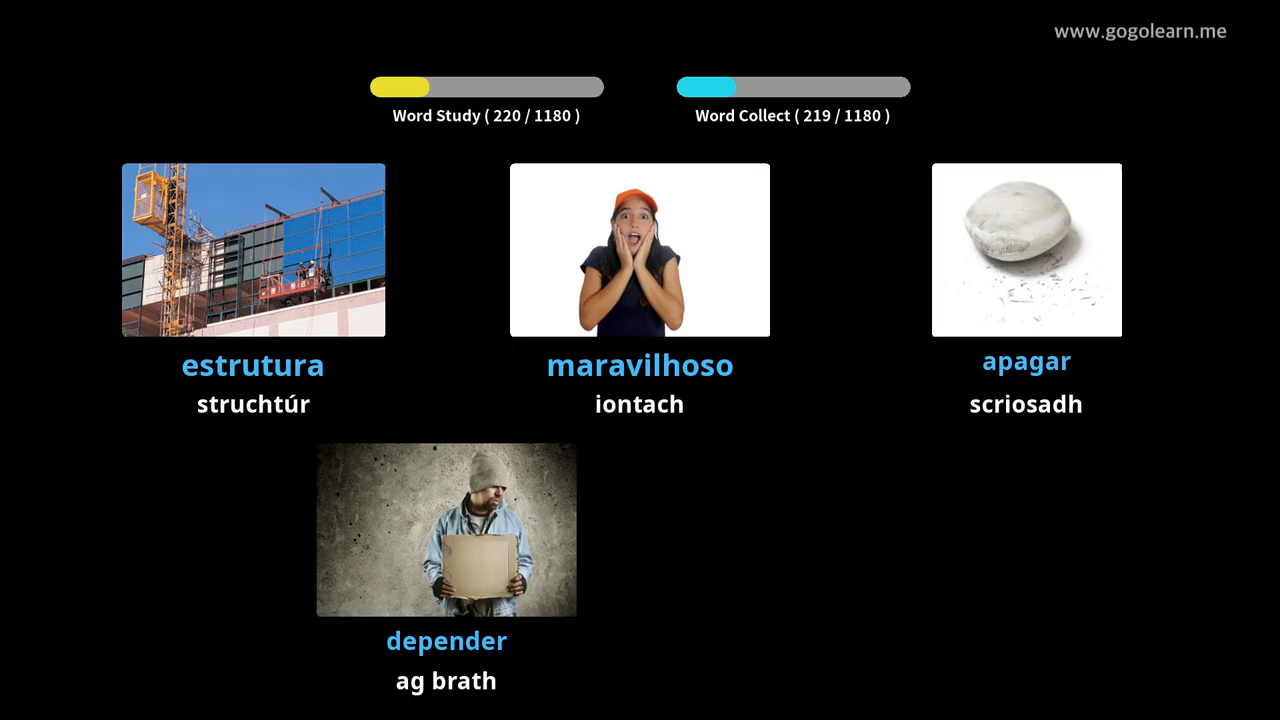 www.gogolearn.me
Word Study ( 220 / 1180 )
Word Collect ( 219 / 1180 )
estrutura
struchtúr
maravilhoso
iontach
apagar
scriosadh
depender
ag brath